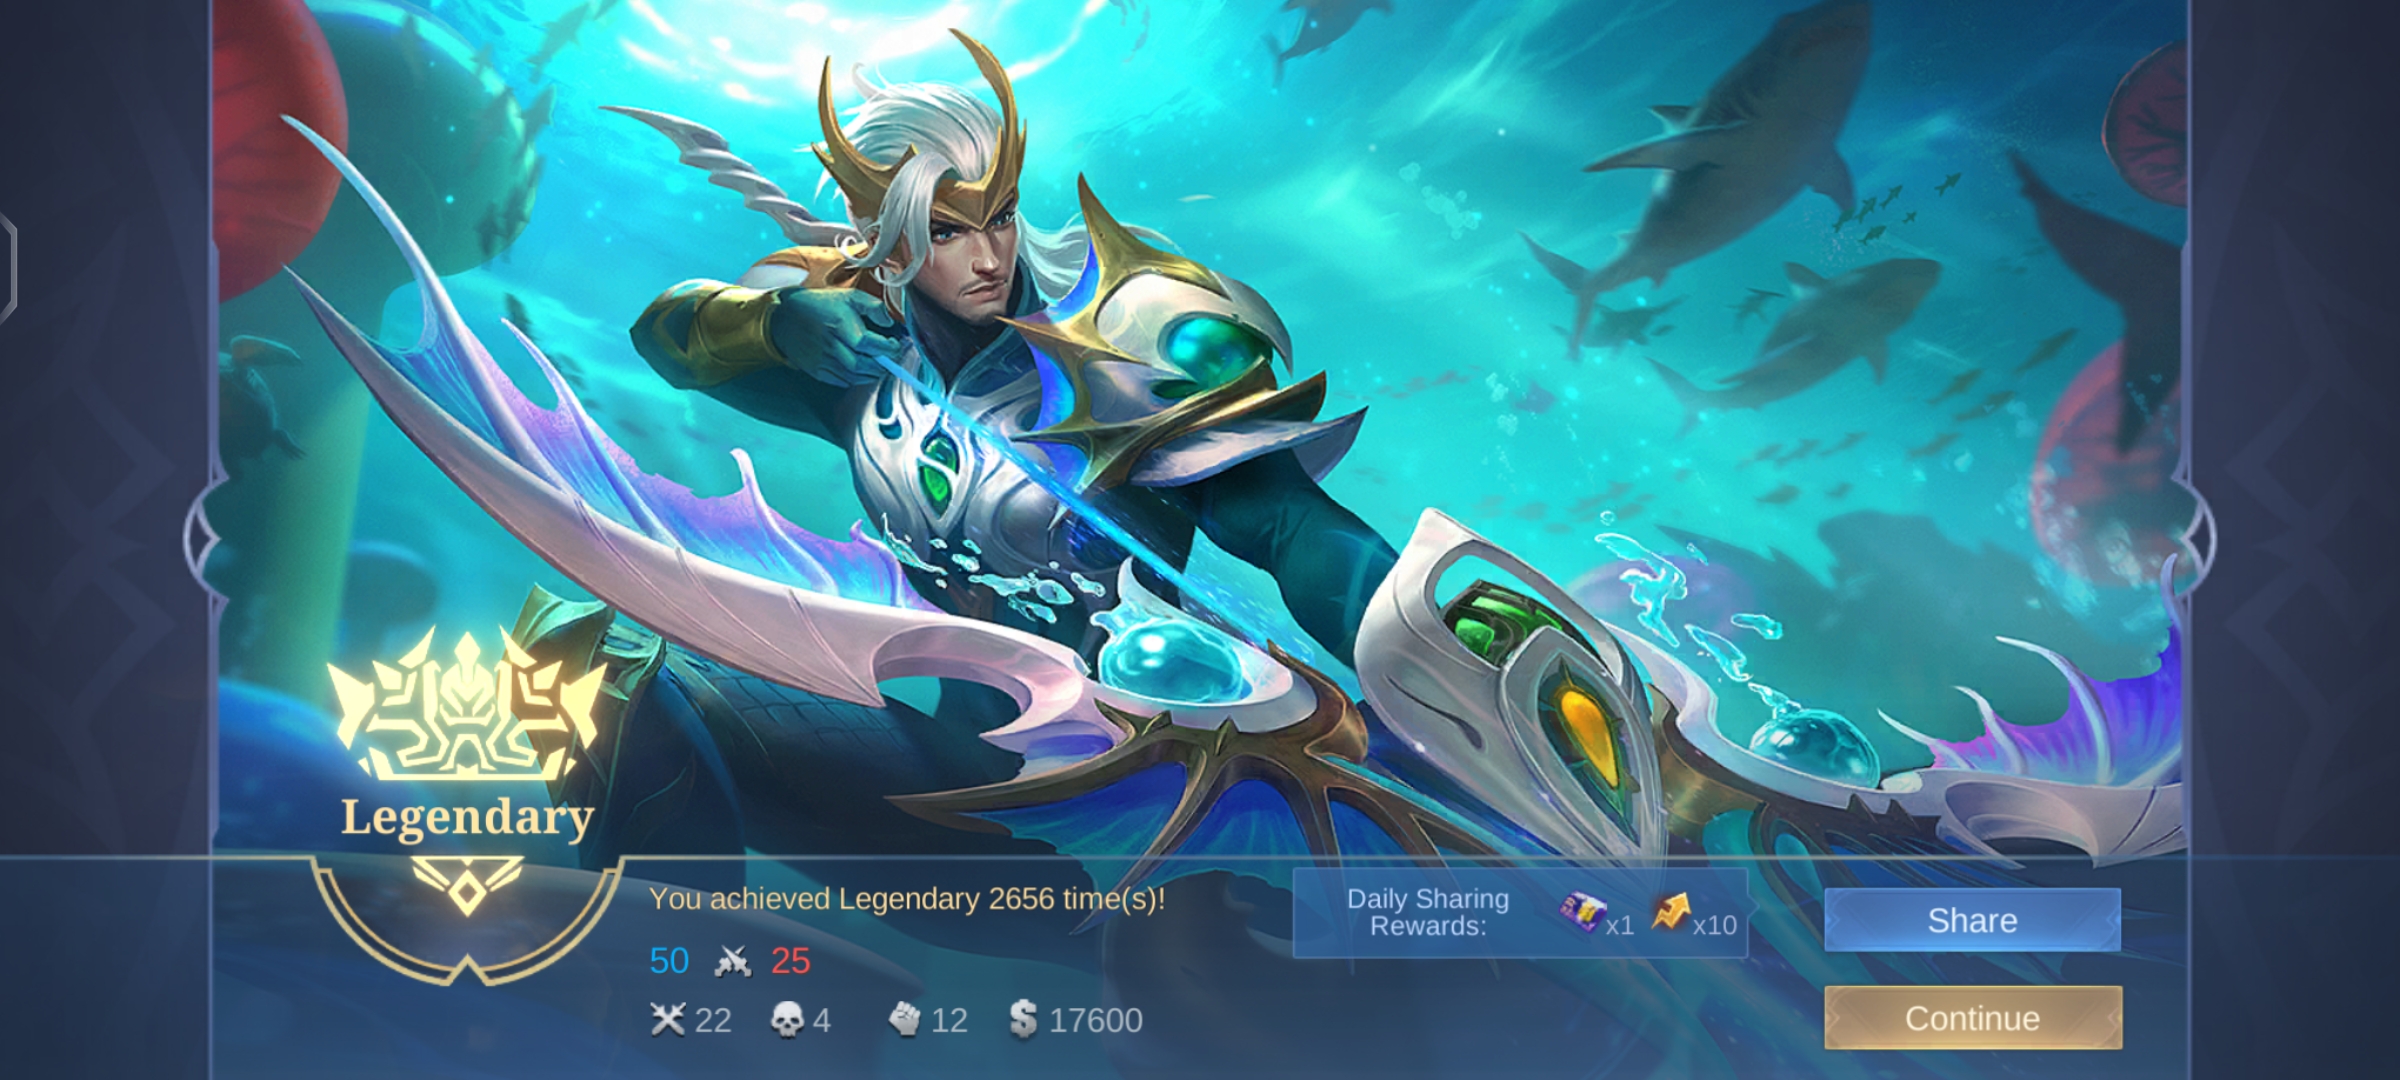 Legendary
You achieved Legendary 2656 time(s)!
50 25
22 4 12 $ 17600
Daily Sharing
Rewards: x1 x10
Share
Continue